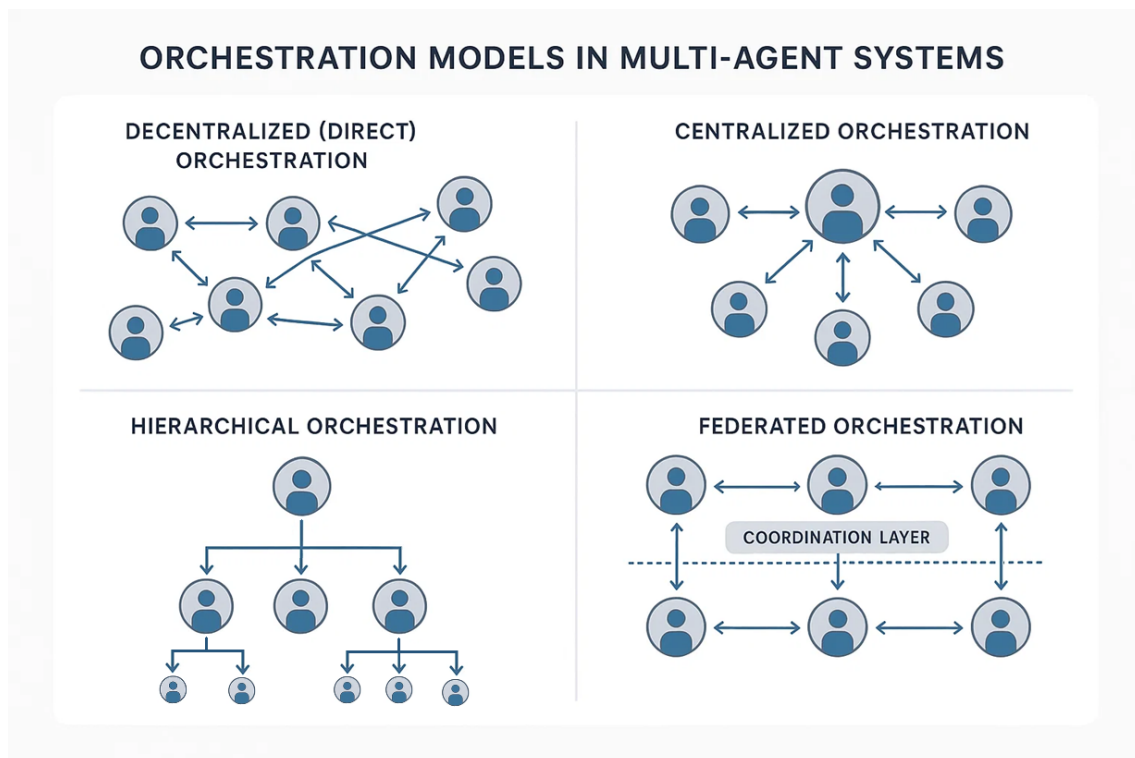 ORCHESTRATION MODELS IN MULTI-AGENT SYSTEMS
DECENTRALIZED (DIRECT)
ORCHESTRATION
CENTRALIZED ORCHESTRATION
HIERARCHICAL ORCHESTRATION
FEDERATED ORCHESTRATION
COORDINATION LAYER